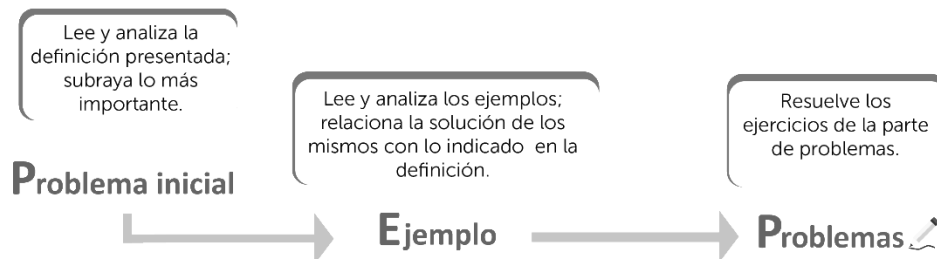 Lee y analiza la
definición presentada;
subraya lo más
importante.
Problema inicial
Lee y analiza los ejemplos;
relaciona la solución de los
mismos con lo indicado en la
definición.
Ejemplo
Resuelve los
ejercicios de la parte
de problemas.
Problemas